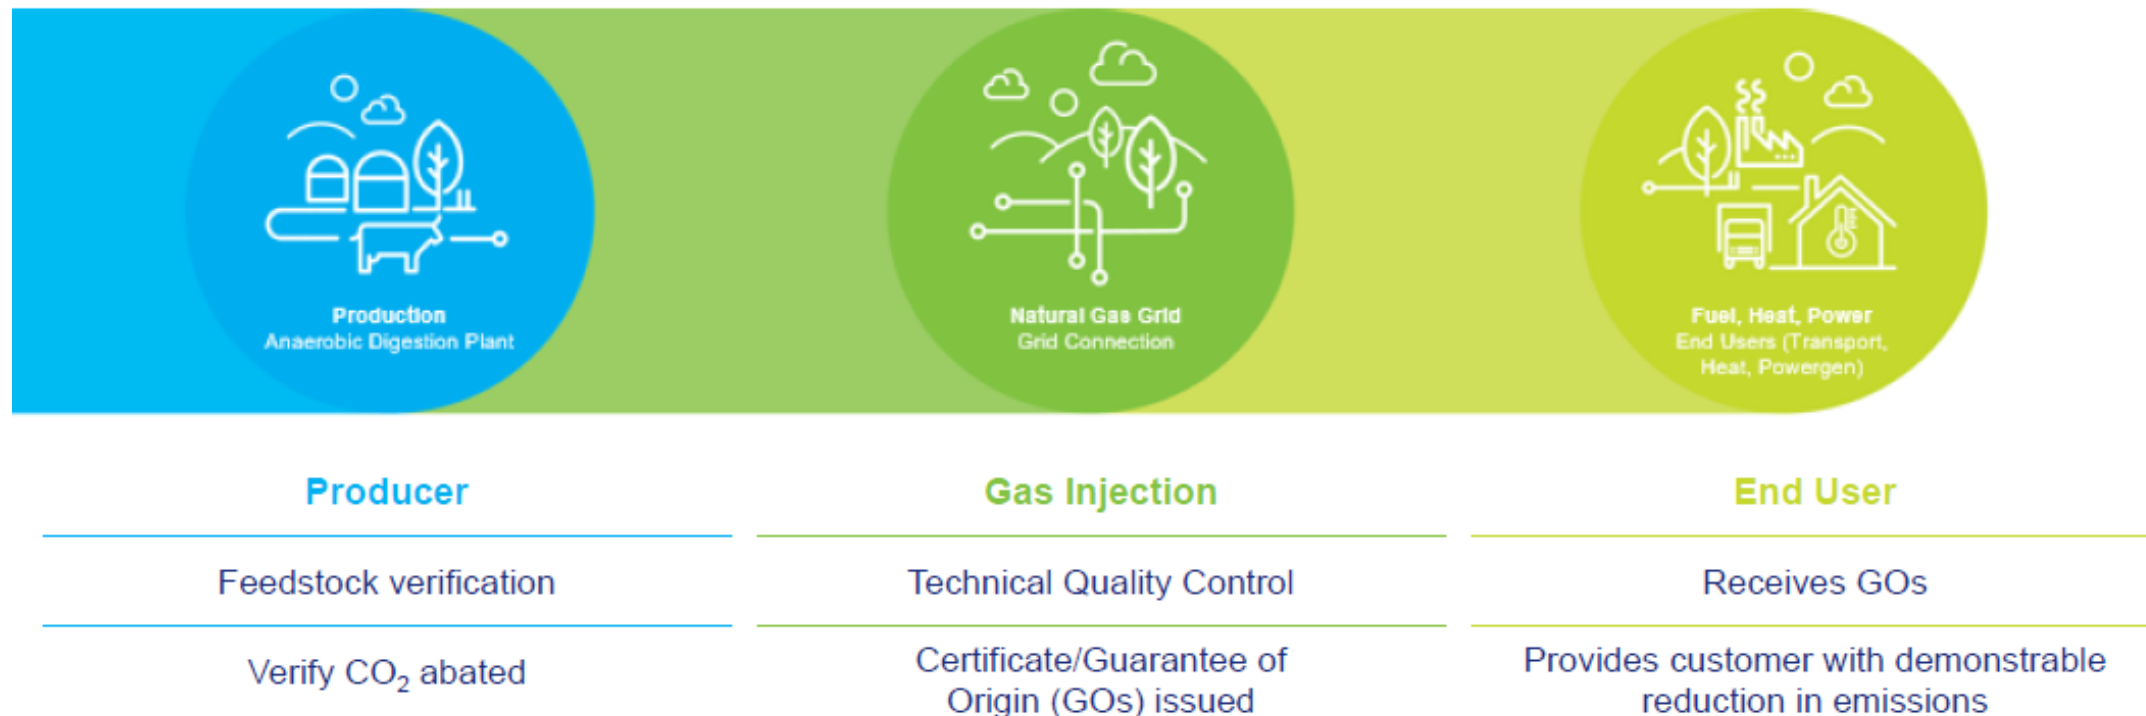 Production
Anaerobic Digestion Plant
Natural Gas Grid
Grid Connection
Fuel, Heat, Power
End Users (Transport,
Heat, Powergen)
Producer
Feedstock verification
Verify CO₂ abated
Gas Injection
Technical Quality Control
Certificate/Guarantee of
Origin (GOs) issued
End User
Receives GOs
Provides customer with demonstrable
reduction in emissions